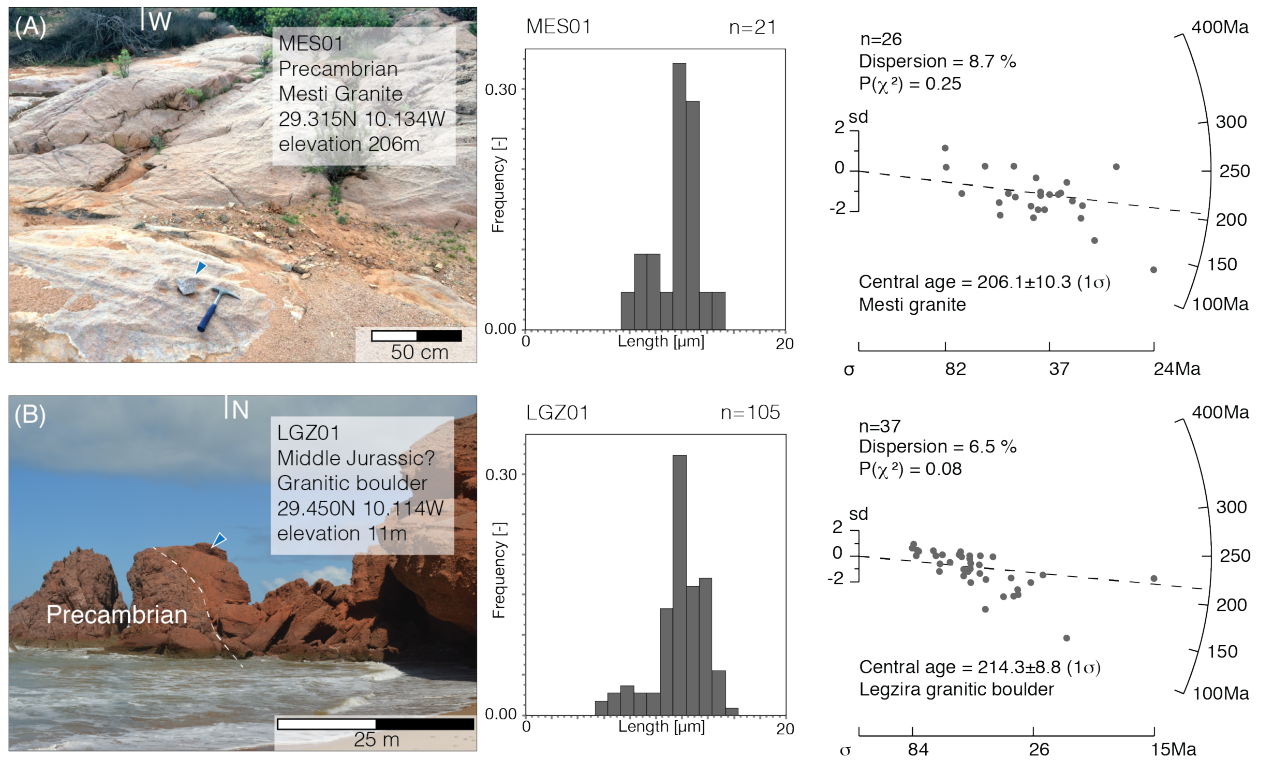 (A)
W
MES01
Precambrian
Mesti Granite
29.315N 10.134W
elevation 206m
50 cm
MES01 n=21
0.30
Frequency [-]
0.00
0 Length [µm] 20
n=26
Dispersion = 8.7 %
P(χ²) = 0.25
400Ma
300
250
200
150
100Ma
sd
2
0
-2
Central age = 206.1±10.3 (1σ)
Mesti granite
σ 82 37 24Ma
(B)
N
LGZ01
Middle Jurassic?
Granitic boulder
29.450N 10.114W
elevation 11m
Precambrian
25 m
LGZ01 n=105
0.30
Frequency [-]
0.00
0 Length [µm] 20
n=37
Dispersion = 6.5 %
P(χ²) = 0.08
400Ma
300
250
200
150
100Ma
sd
2
0
-2
Central age = 214.3±8.8 (1σ)
Legzira granitic boulder
σ 84 26 15Ma